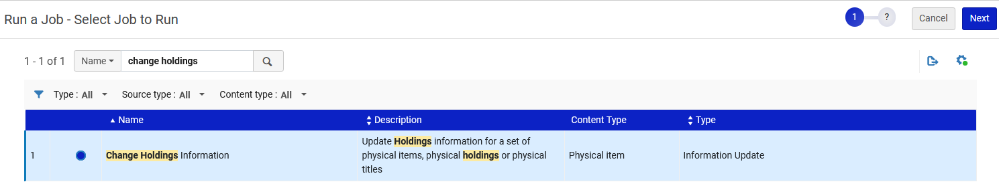 Run a Job - Select Job to Run
1
?
Cancel
Next
1 - 1 of 1
Name
change holdings
Type : All
Source type : All
Content type : All
Name
Description
Content Type
Type
1
Change Holdings Information
Update Holdings information for a set of
physical items, physical holdings or physical
titles
Physical item
Information Update